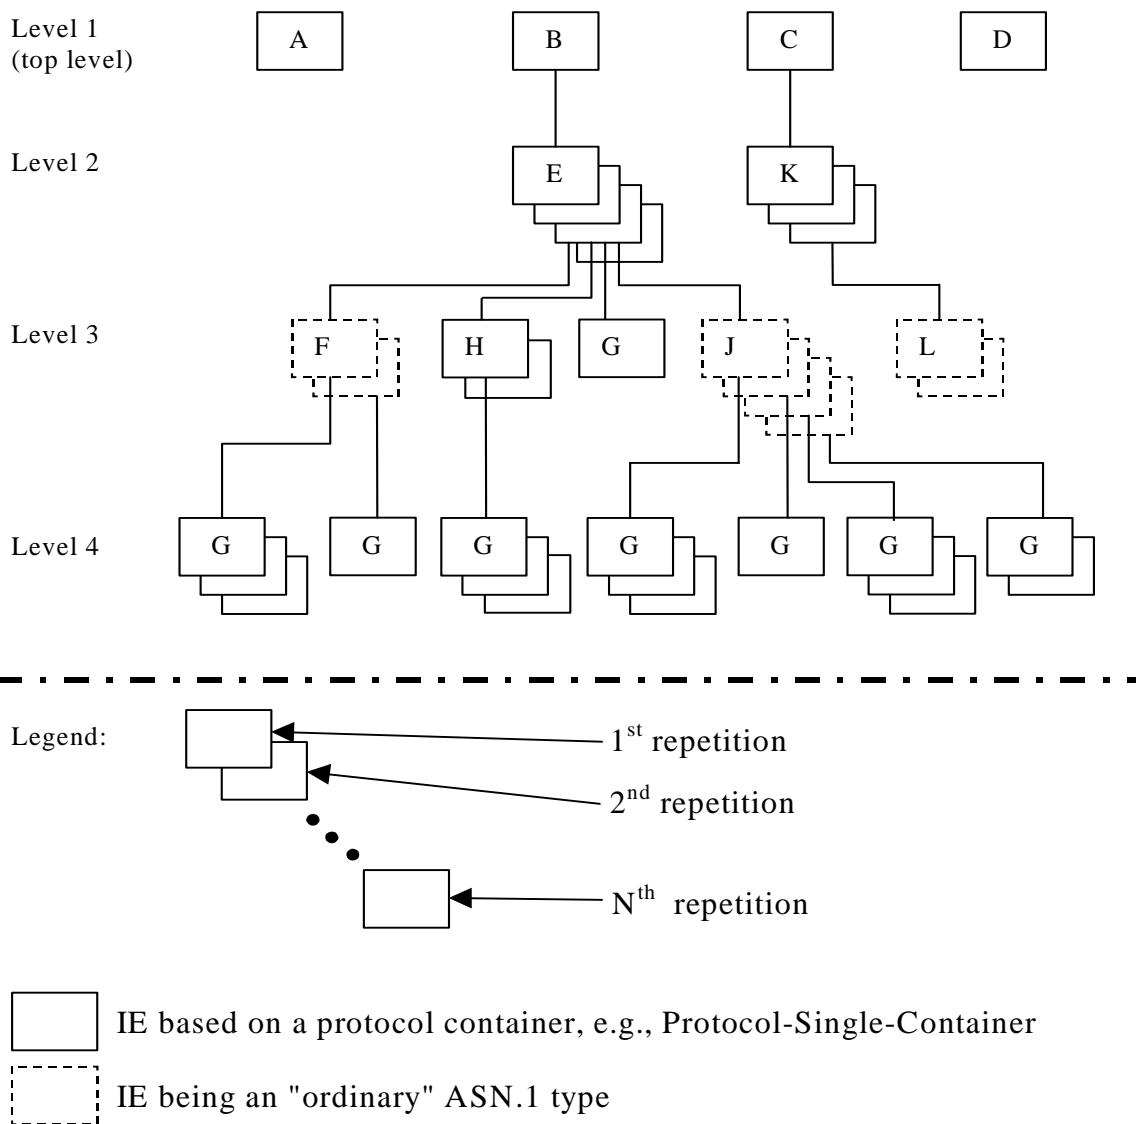 Level 1
(top level)
A
B
C
D
Level 2
E
K
Level 3
F
H
G
J
L
Level 4
G
G
G
G
G
G
G
Legend:
1st repetition
2nd repetition
Nth repetition
IE based on a protocol container, e.g., Protocol-Single-Container
IE being an "ordinary" ASN.1 type